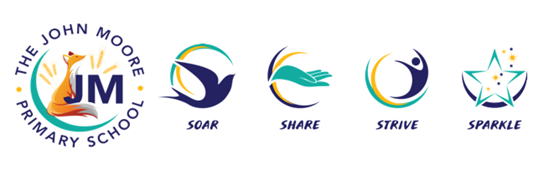 THE JOHN MOORE
JM
PRIMARY SCHOOL
SOAR
SHARE
STRIVE
SPARKLE